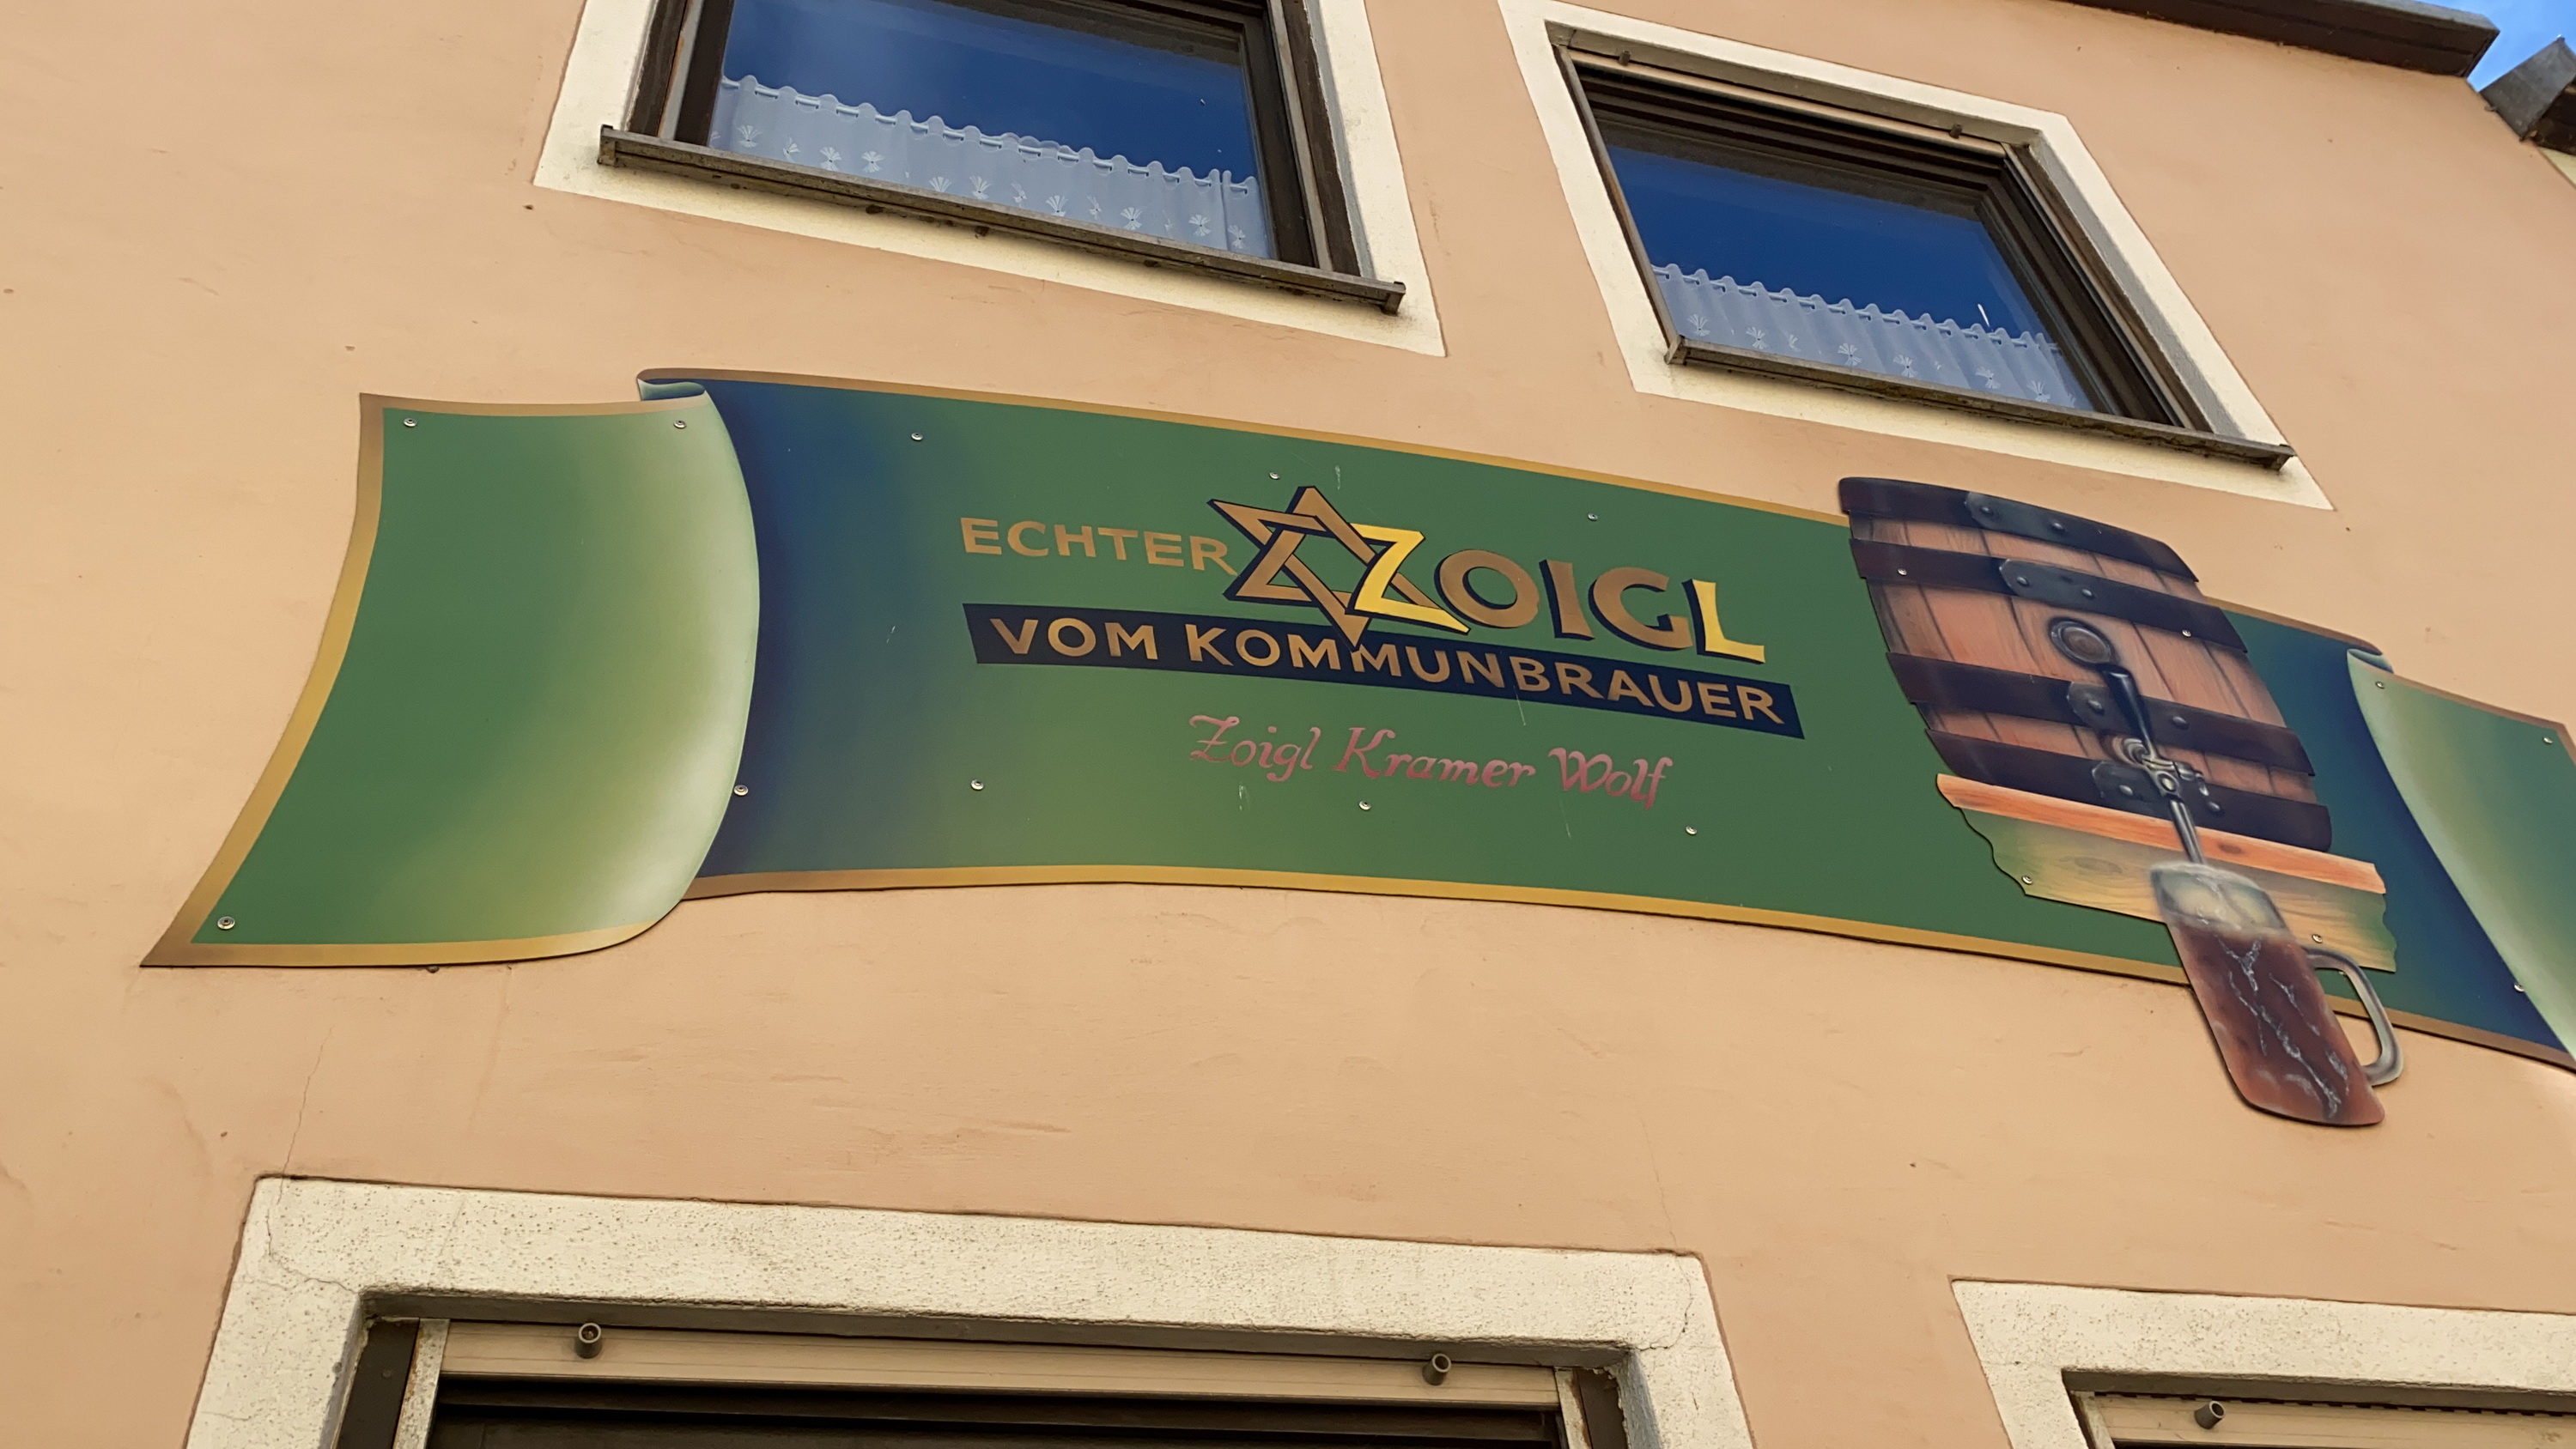 ECHTER ZOIGL
VOM KOMMUNBRAUER
Zoigl Kramer Wolf